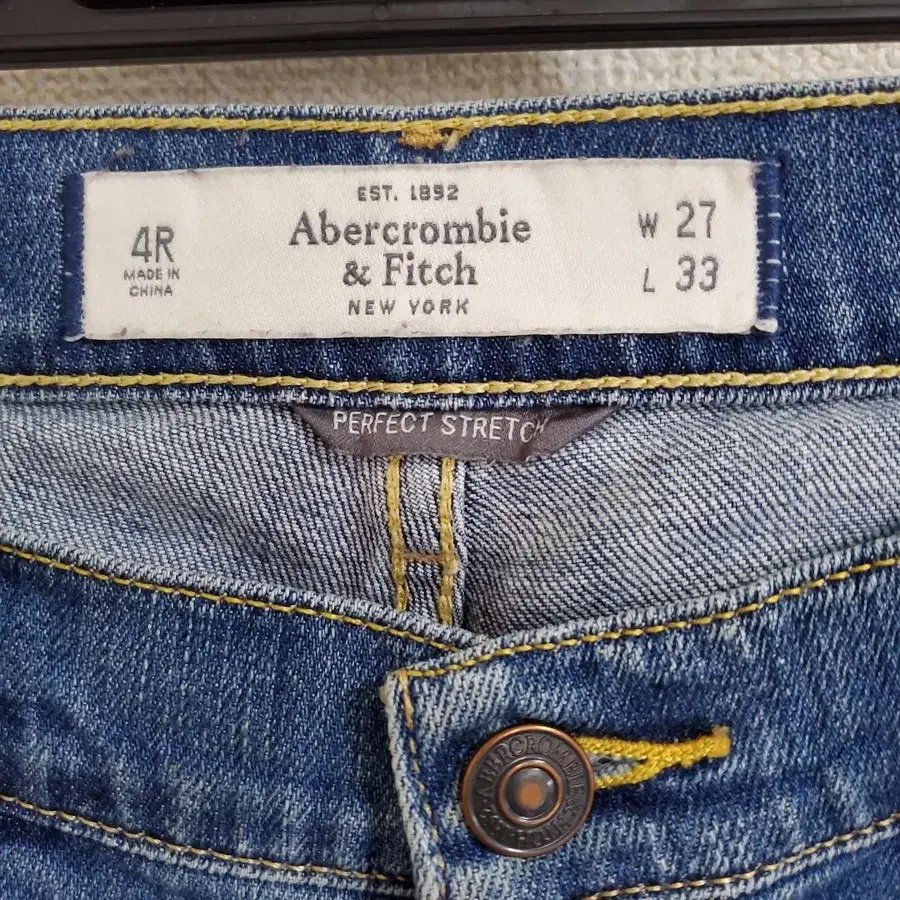 EST. 1892
Abercrombie
& Fitch
NEW YORK
4R
MADE IN
CHINA
W 27
L 33
PERFECT STRETCH
ABERCROMBIE &